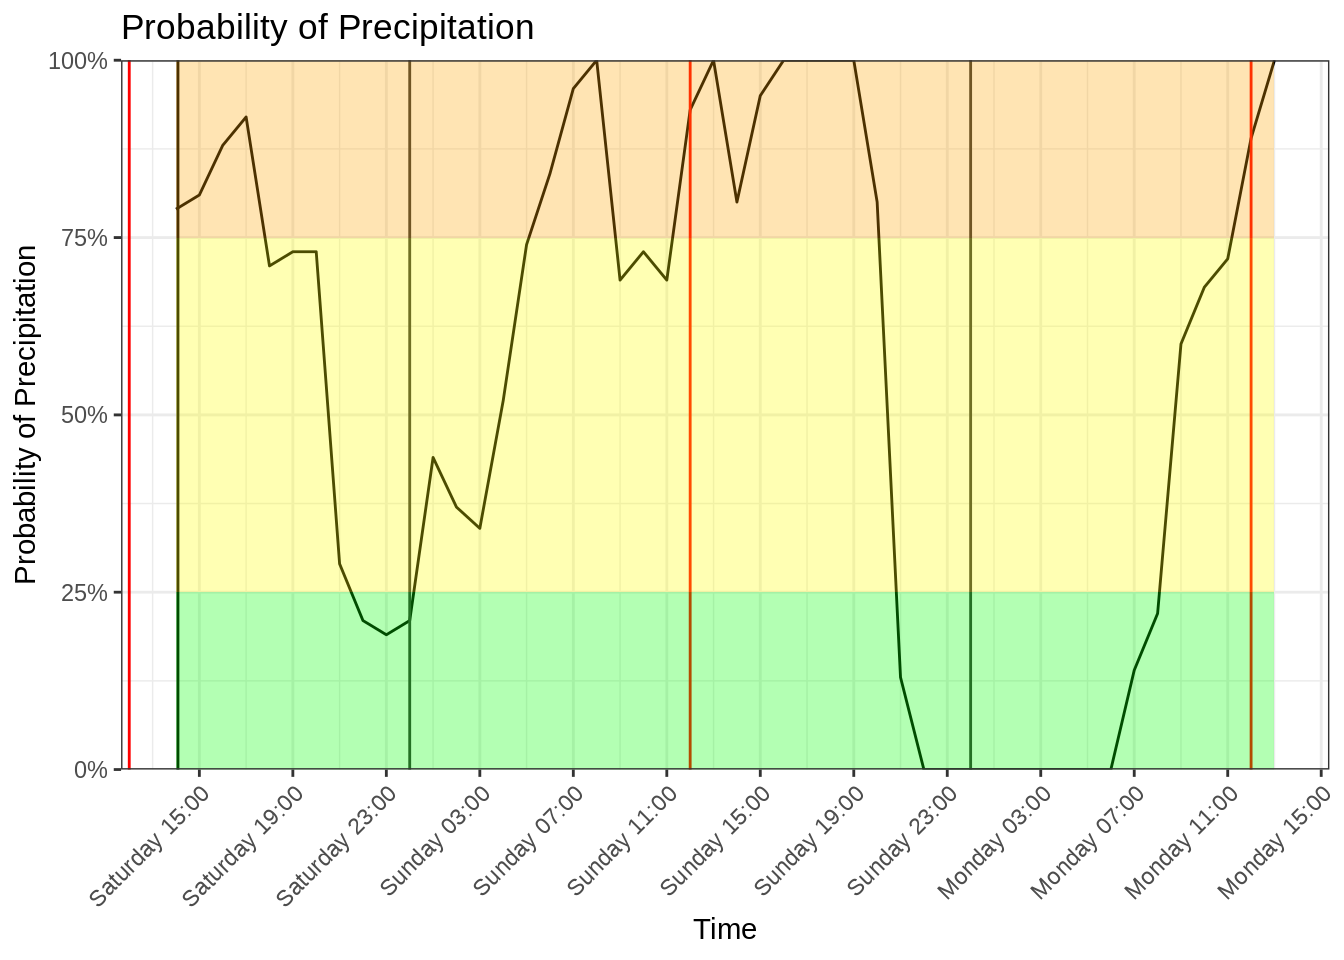 Probability of Precipitation
Probability of Precipitation
100%
75%
50%
25%
0%
Saturday 15:00
Saturday 19:00
Saturday 23:00
Sunday 03:00
Sunday 07:00
Sunday 11:00
Sunday 15:00
Sunday 19:00
Sunday 23:00
Monday 03:00
Monday 07:00
Monday 11:00
Monday 15:00
Time